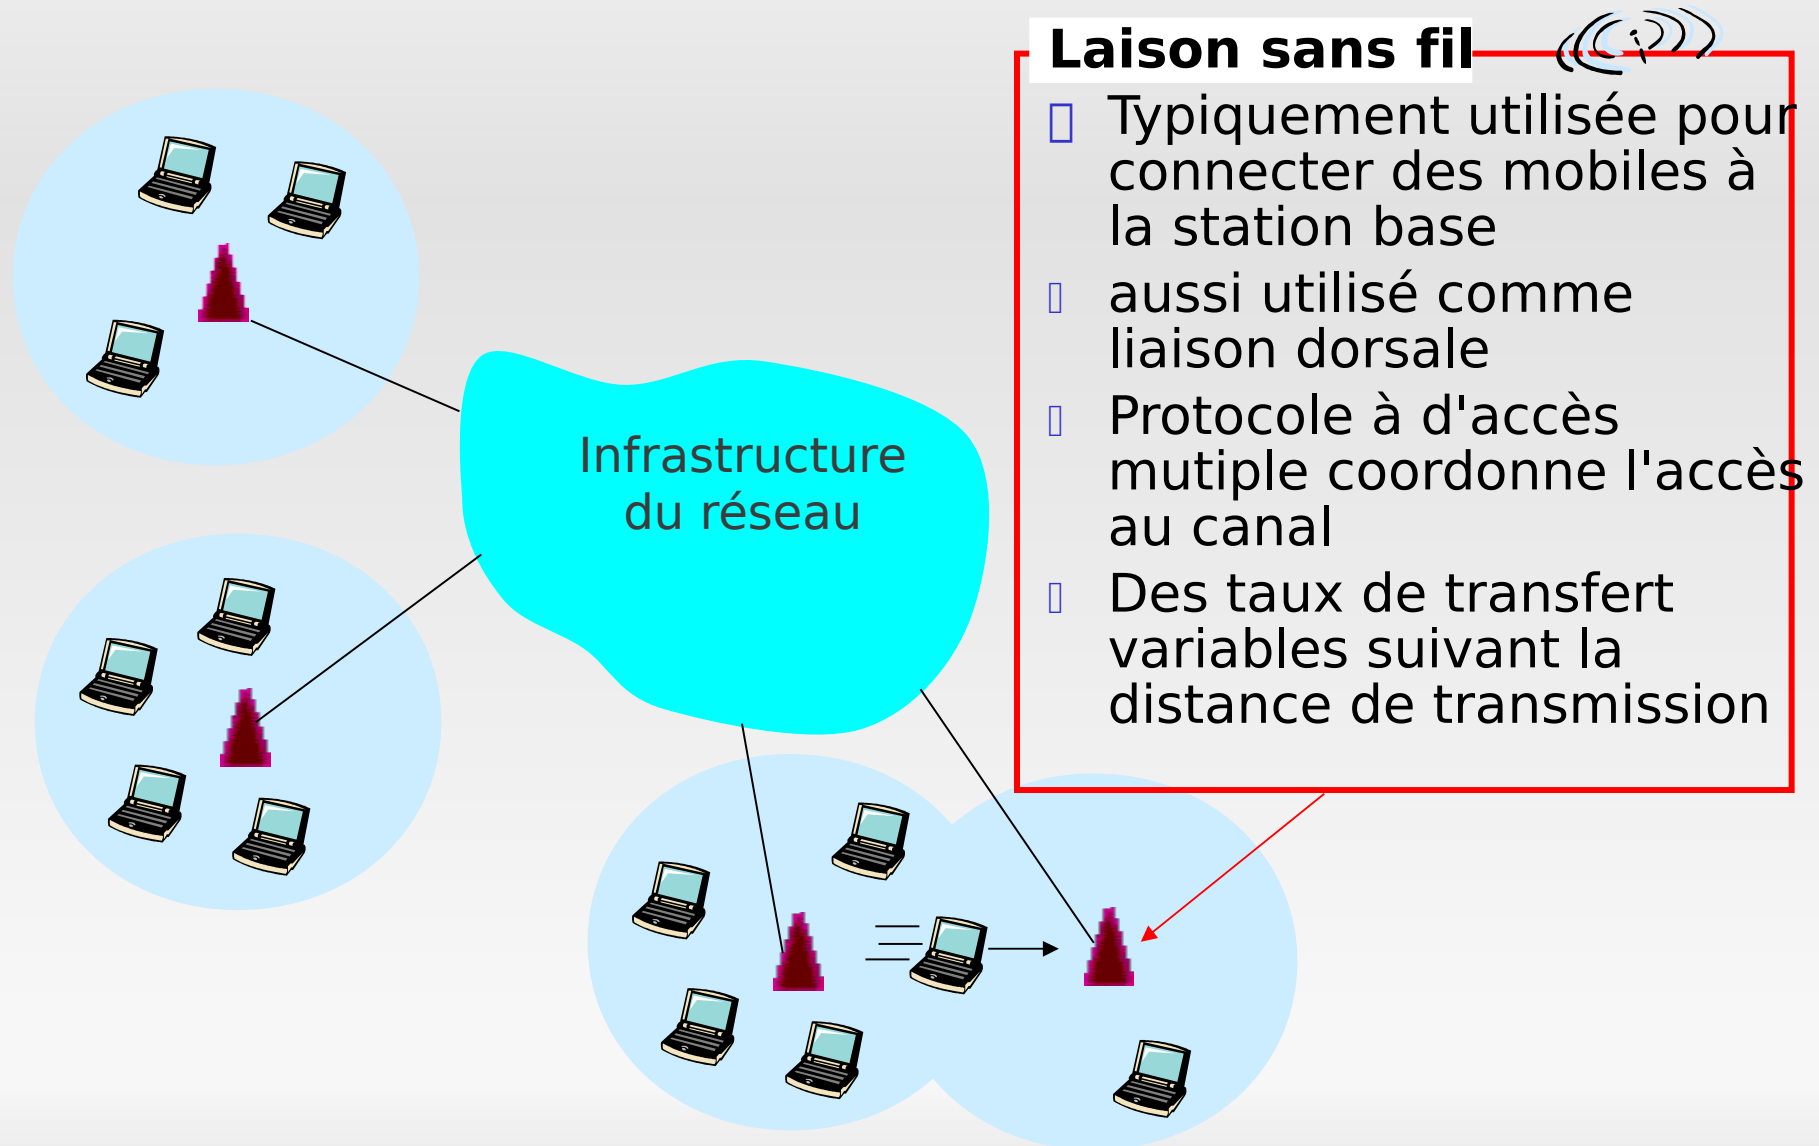 Laison sans fil
Typiquement utilisée pour
connecter des mobiles à
la station base
aussi utilisé comme
liaison dorsale
Protocole à d'accès
mutiple coordonne l'accès
au canal
Des taux de transfert
variables suivant la
distance de transmission
Infrastructure
du réseau